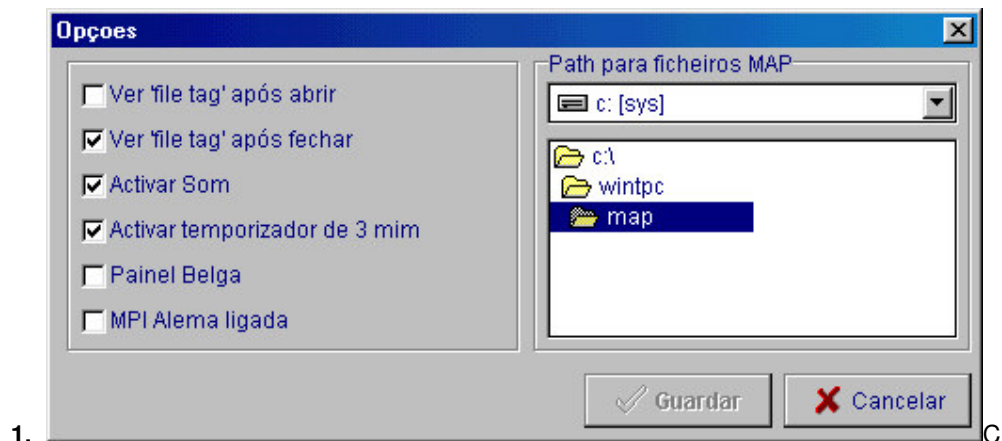 Opçoes
Ver 'file tag' após abrir
Ver 'file tag' após fechar
Activar Som
Activar temporizador de 3 mim
Painel Belga
MPI Alema ligada
Path para ficheiros MAP
c: [sys]
c:\
wintpc
map
Guardar
Cancelar
1.
C